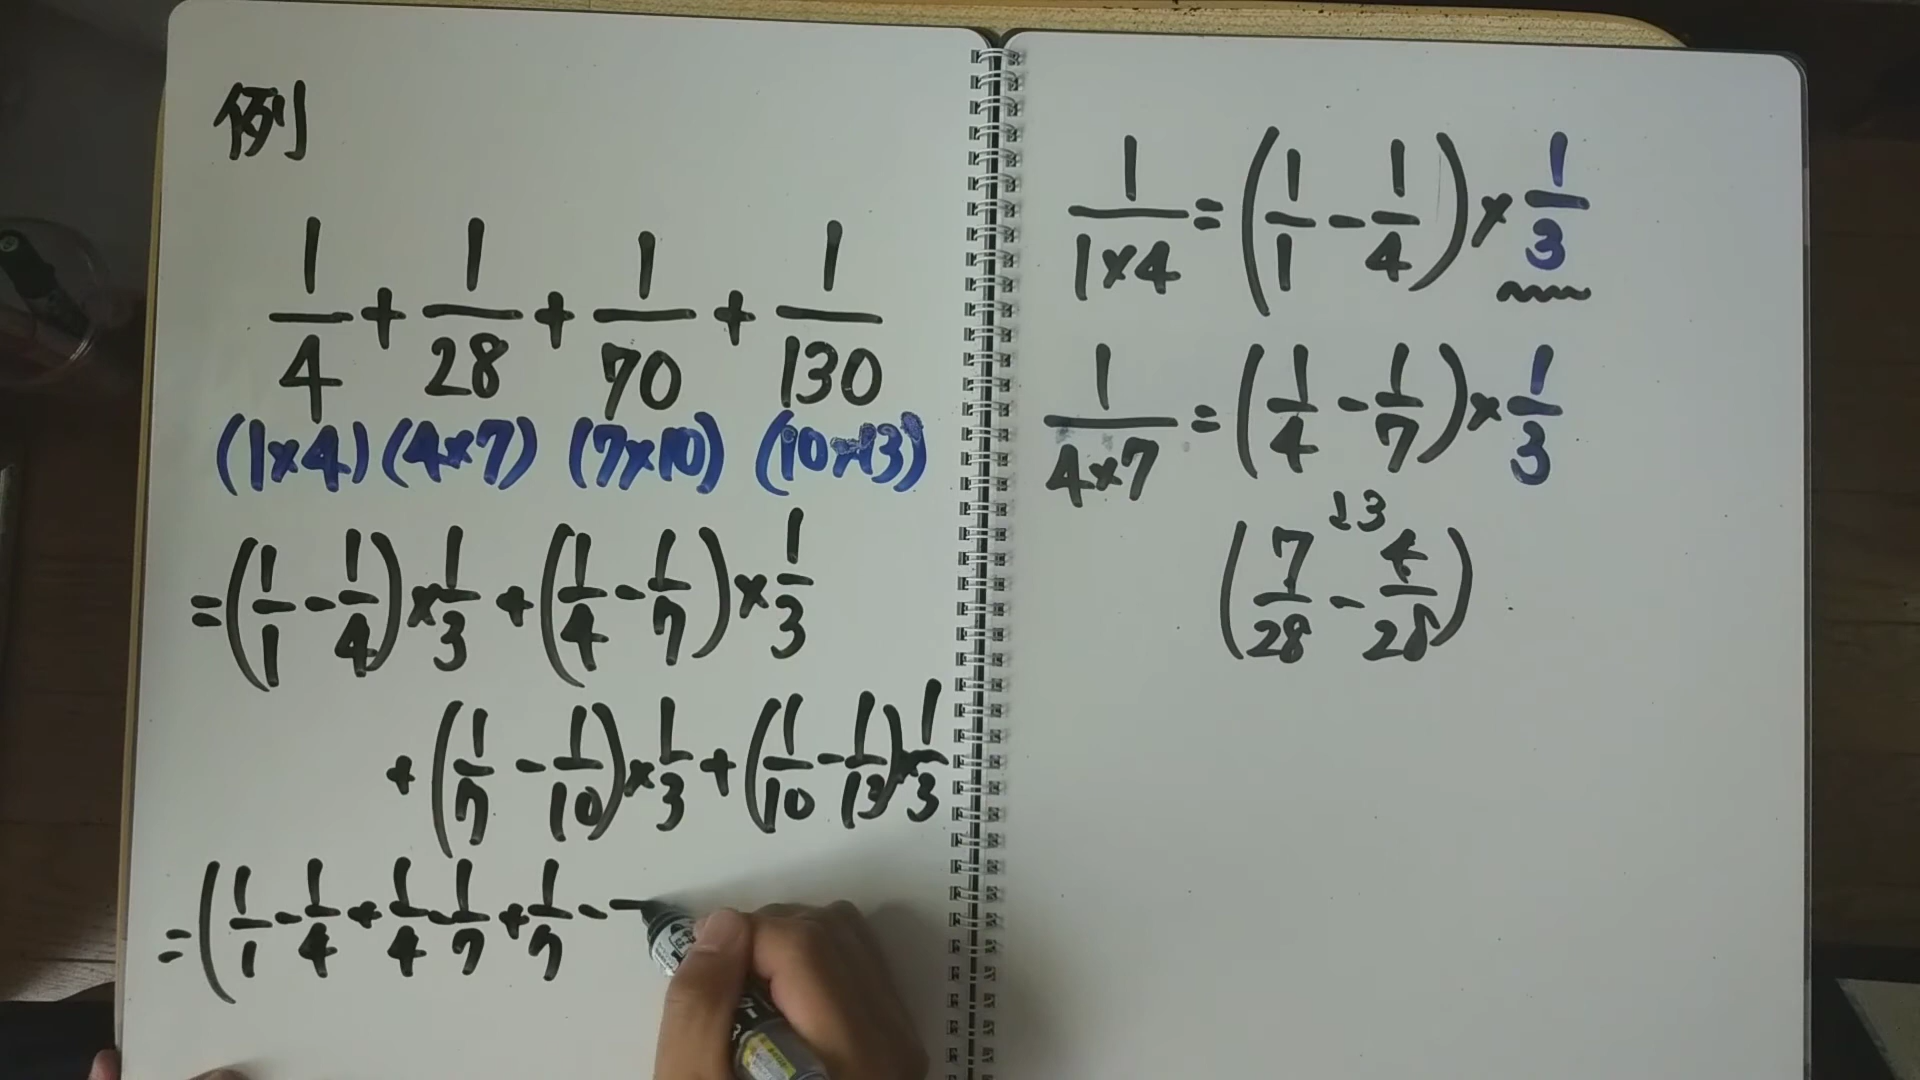 例
1/4 + 1/28 + 1/70 + 1/130
(1×4) (4×7) (7×10) (10×13)
= (1/1 - 1/4) × 1/3 + (1/4 - 1/7) × 1/3
+ (1/7 - 1/10) × 1/3 + (1/10 - 1/13) × 1/3
= (1/1 - 1/4 + 1/4 - 1/7 + 1/7 -
1/(1×4) = (1/1 - 1/4) × 1/3
1/(4×7) = (1/4 - 1/7) × 1/3
(7/28 - 4/28)